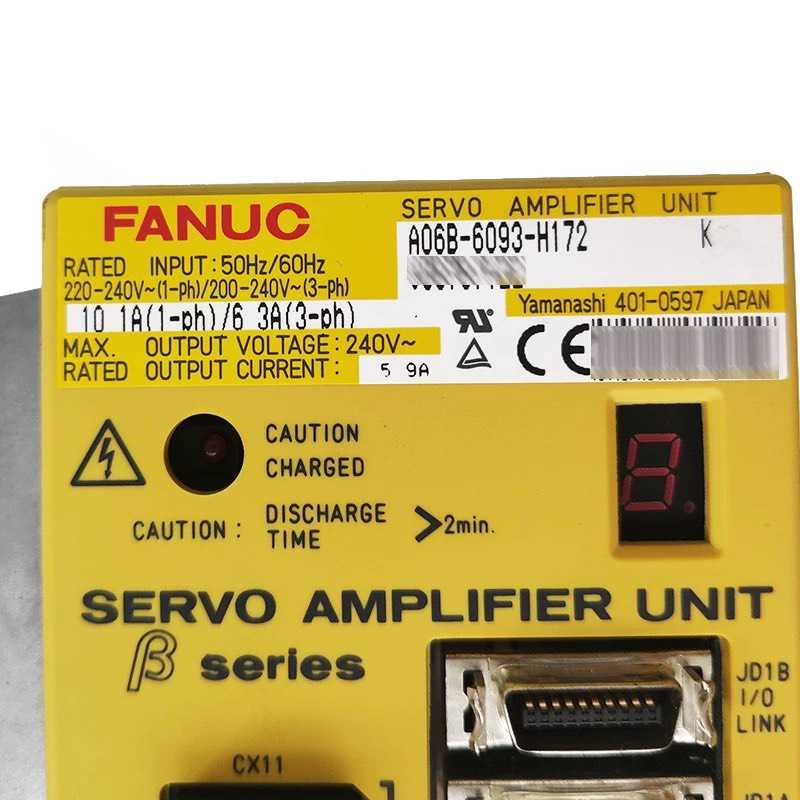 FANUC
SERVO AMPLIFIER UNIT
A06B-6093-H172 K
RATED INPUT: 50Hz/60Hz
220-240V~(1-ph)/200-240V~(3-ph)
10 1A(1-ph)/6 3A(3-ph)
Yamanashi 401-0597 JAPAN
MAX. OUTPUT VOLTAGE: 240V~
RATED OUTPUT CURRENT: 5 9A
CE
CAUTION
CHARGED
CAUTION: DISCHARGE TIME >2min.
8.
SERVO AMPLIFIER UNIT
β series
JD1B
I/O
LINK
CX11
1
JD1A